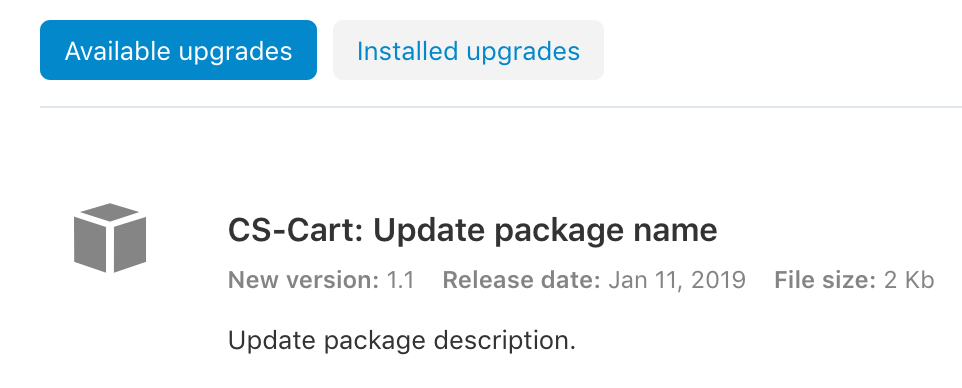 Available upgrades Installed upgrades
CS-Cart: Update package name
New version: 1.1 Release date: Jan 11, 2019 File size: 2 Kb
Update package description.